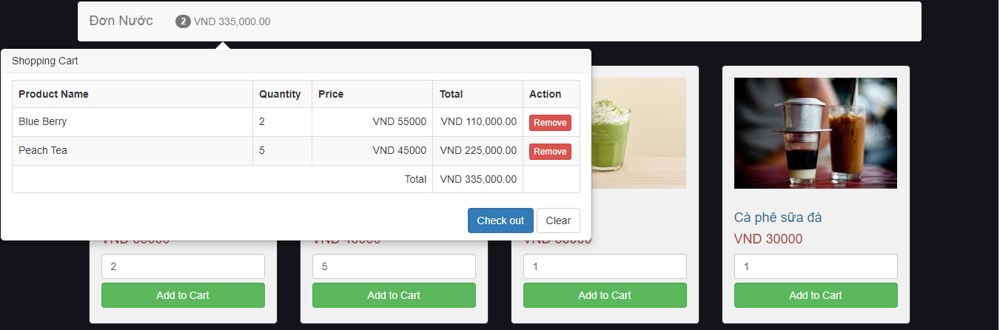 Đơn Nước 2 VND 335,000.00
Shopping Cart
Product Name Quantity Price Total Action
Blue Berry 2 VND 55000 VND 110,000.00 Remove
Peach Tea 5 VND 45000 VND 225,000.00 Remove
Total VND 335,000.00
Check out Clear
Cà phê sữa đá
VND 30000
2 5 1 1
Add to Cart Add to Cart Add to Cart Add to Cart